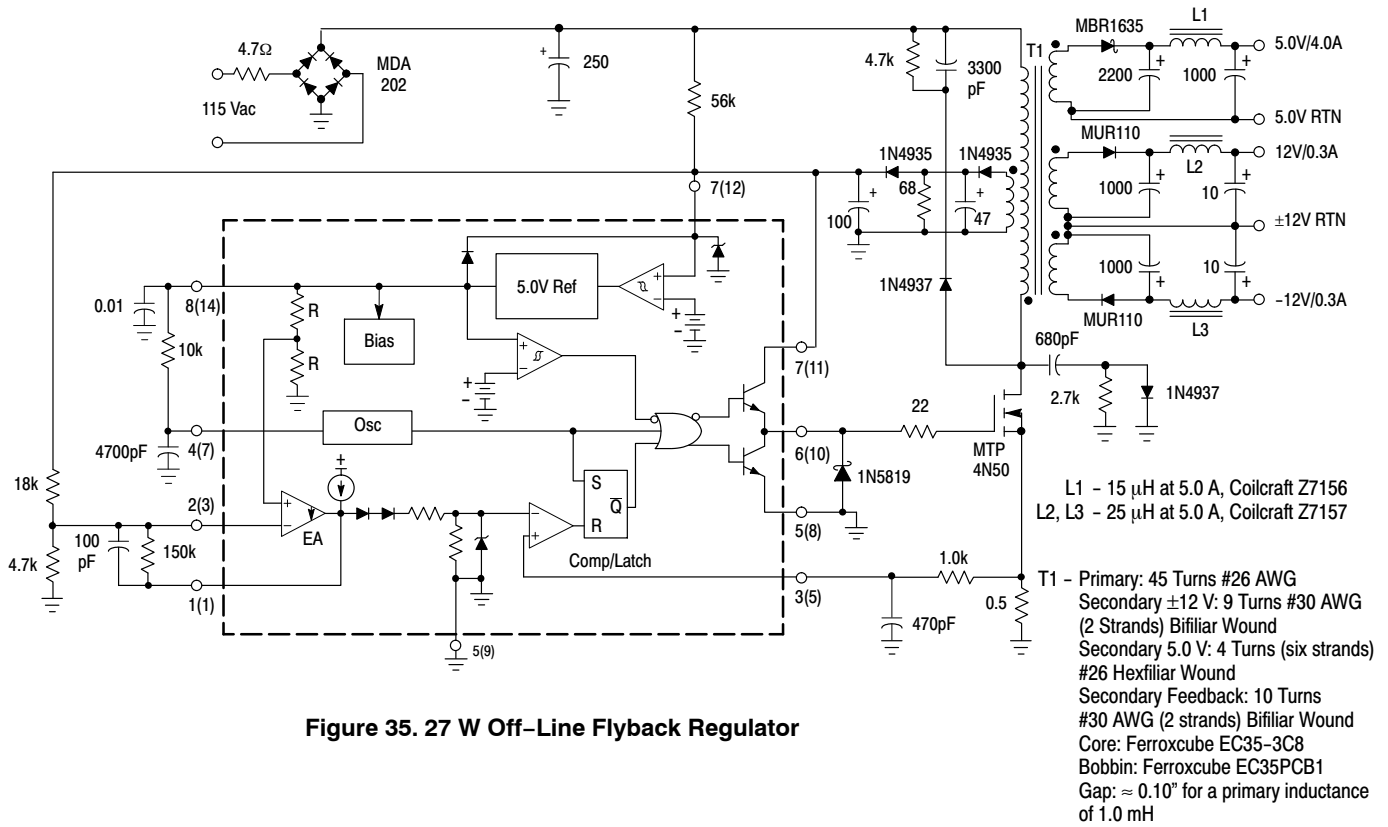 4.7Ω
MDA
202
115 Vac
+
250
56k
4.7k
3300
pF
T1
MBR1635
L1
+
2200
+
1000
5.0V/4.0A
5.0V RTN
MUR110
L2
12V/0.3A
1000
+
10
+
±12V RTN
1000
+
10
+
MUR110
L3
−12V/0.3A
1N4935
1N4935
68
+
100
+
47
7(12)
1N4937
680pF
2.7k
1N4937
0.01
8(14)
R
R
Bias
5.0V Ref
+
−
+
−
+
−
+
−
10k
7(11)
4700pF
4(7)
Osc
22
6(10)
MTP
4N50
1N5819
5(8)
18k
2(3)
+
+
−
EA
S
Q
R
−
+
Comp/Latch
100
pF
150k
4.7k
1(1)
1.0k
3(5)
470pF
0.5
5(9)
L1 − 15 μH at 5.0 A, Coilcraft Z7156
L2, L3 − 25 μH at 5.0 A, Coilcraft Z7157
T1 − Primary: 45 Turns #26 AWG
Secondary ±12 V: 9 Turns #30 AWG
(2 Strands) Bifiliar Wound
Secondary 5.0 V: 4 Turns (six strands)
#26 Hexfiliar Wound
Secondary Feedback: 10 Turns
#30 AWG (2 strands) Bifiliar Wound
Core: Ferroxcube EC35−3C8
Bobbin: Ferroxcube EC35PCB1
Gap: ≈ 0.10" for a primary inductance
of 1.0 mH
Figure 35. 27 W Off−Line Flyback Regulator